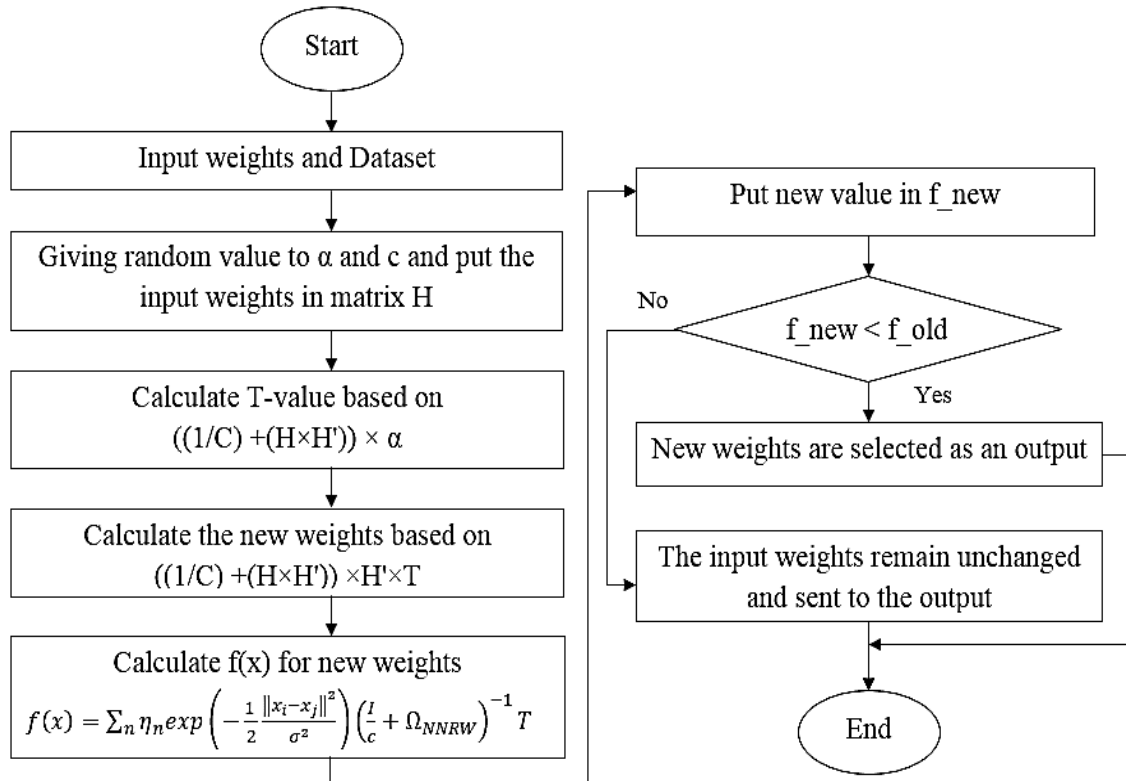 Start
Input weights and Dataset
Giving random value to α and c and put the
input weights in matrix H
Calculate T-value based on
((1/C) +(H×H')) × α
Calculate the new weights based on
((1/C) +(H×H')) ×H'×T
Calculate f(x) for new weights
f(x) = ∑ₙ ηₙexp(−½ ‖xᵢ−xⱼ‖²/σ²)(I/c + Ω_NNRW)⁻¹ T
Put new value in f_new
No
f_new < f_old
Yes
New weights are selected as an output
The input weights remain unchanged
and sent to the output
End